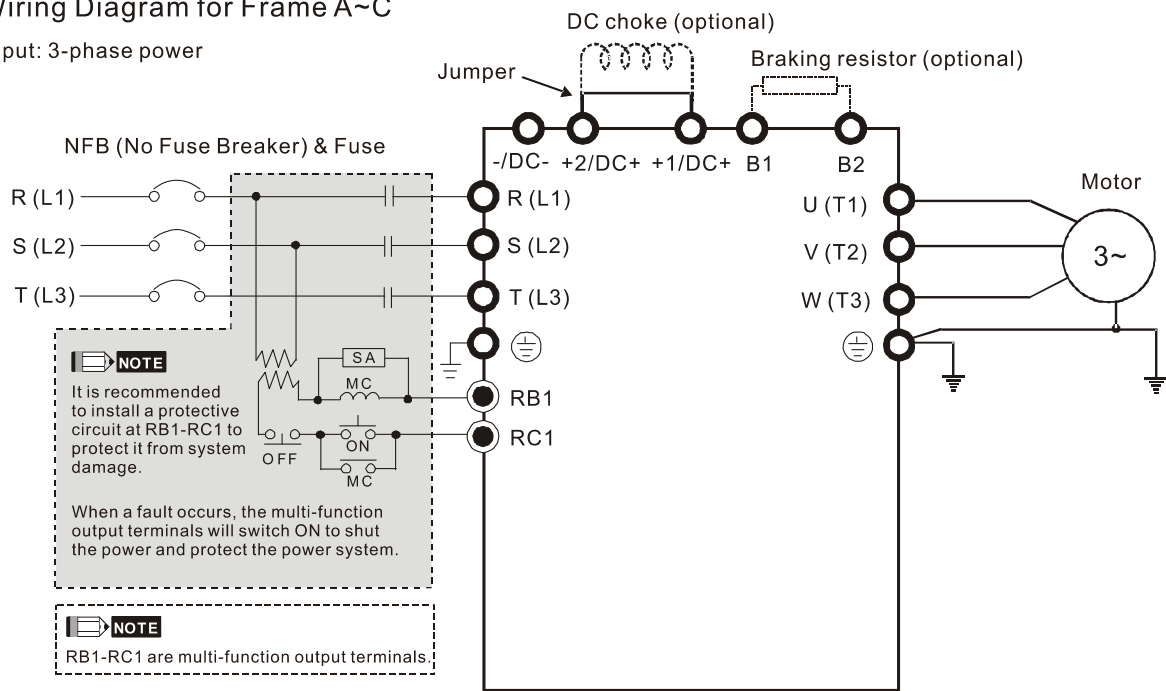 Wiring Diagram for Frame A~C
put: 3-phase power
DC choke (optional)
Jumper
Braking resistor (optional)
NFB (No Fuse Breaker) & Fuse
-/DC- +2/DC+ +1/DC+ B1 B2
Motor
R (L1)
R (L1)
U (T1)
S (L2)
S (L2)
V (T2)
3~
T (L3)
T (L3)
W (T3)
NOTE
It is recommended
to install a protective
circuit at RB1-RC1 to
protect it from system
damage.
SA
MC
RB1
OFF
ON
MC
RC1
When a fault occurs, the multi-function
output terminals will switch ON to shut
the power and protect the power system.
NOTE
RB1-RC1 are multi-function output terminals.